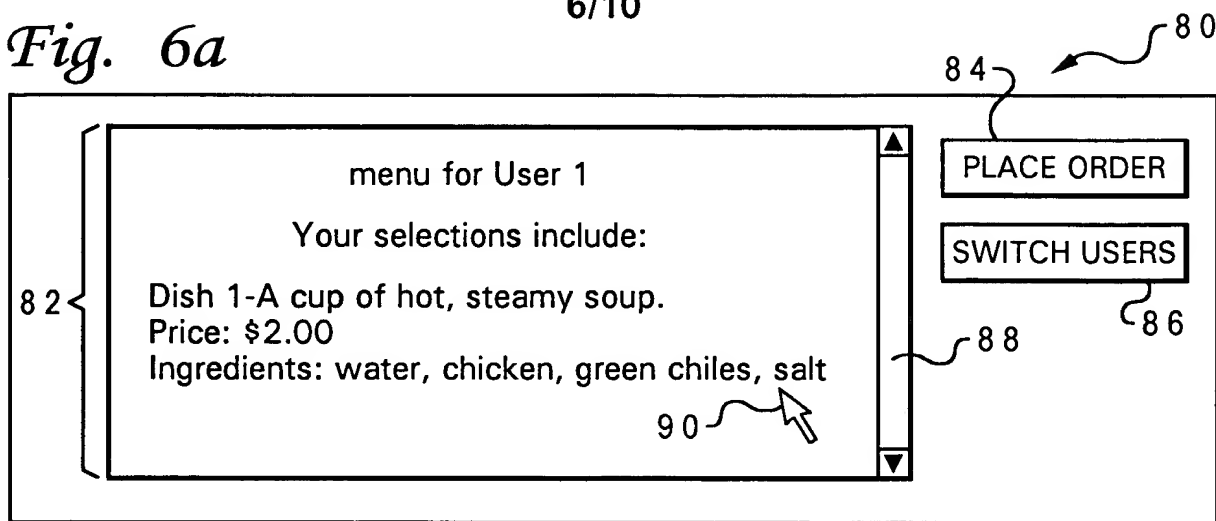 6/10
Fig. 6a
80
84
menu for User 1
PLACE ORDER
Your selections include:
SWITCH USERS
82
Dish 1-A cup of hot, steamy soup.
Price: $2.00
86
88
Ingredients: water, chicken, green chiles, salt
90